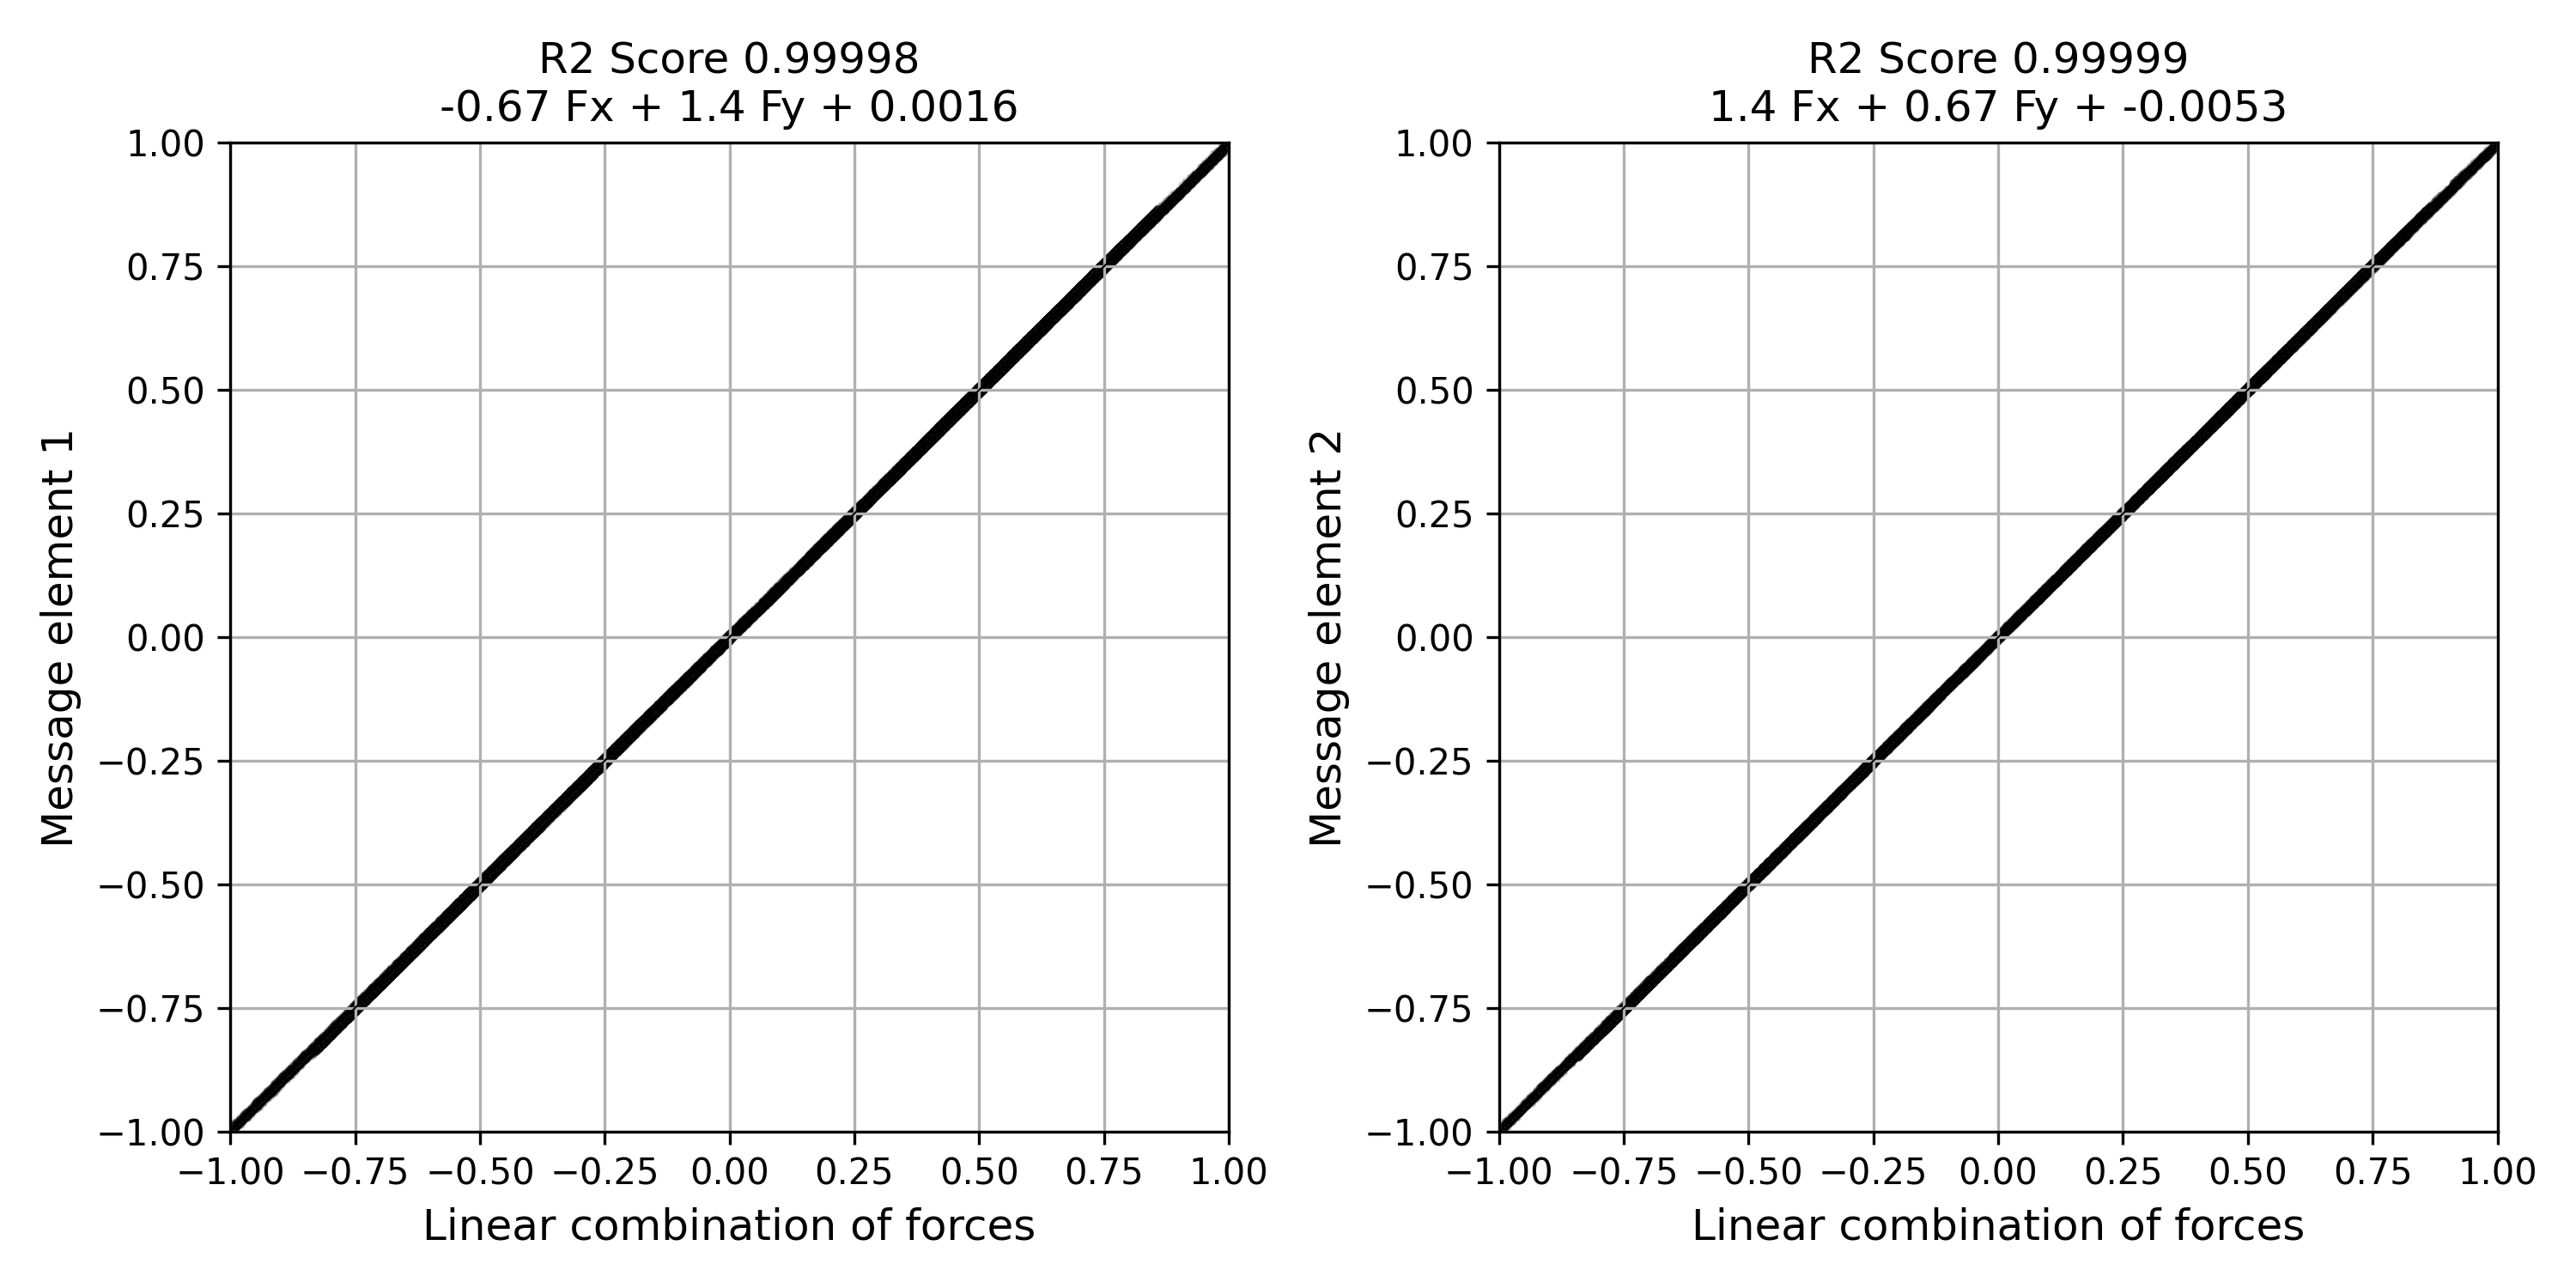 R2 Score 0.99998
-0.67 Fx + 1.4 Fy + 0.0016
1.00
0.75
0.50
0.25
0.00
−0.25
−0.50
−0.75
−1.00
Message element 1
−1.00 −0.75 −0.50 −0.25 0.00 0.25 0.50 0.75 1.00
Linear combination of forces
R2 Score 0.99999
1.4 Fx + 0.67 Fy + -0.0053
1.00
0.75
0.50
0.25
0.00
−0.25
−0.50
−0.75
−1.00
Message element 2
−1.00 −0.75 −0.50 −0.25 0.00 0.25 0.50 0.75 1.00
Linear combination of forces